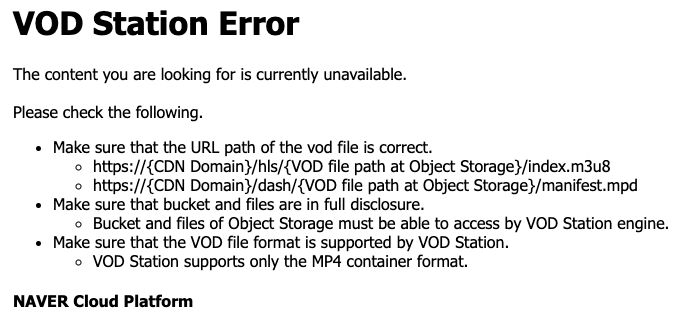 VOD Station Error
The content you are looking for is currently unavailable.
Please check the following.
• Make sure that the URL path of the vod file is correct.
◦ https://{CDN Domain}/hls/{VOD file path at Object Storage}/index.m3u8
◦ https://{CDN Domain}/dash/{VOD file path at Object Storage}/manifest.mpd
• Make sure that bucket and files are in full disclosure.
◦ Bucket and files of Object Storage must be able to access by VOD Station engine.
• Make sure that the VOD file format is supported by VOD Station.
◦ VOD Station supports only the MP4 container format.
NAVER Cloud Platform